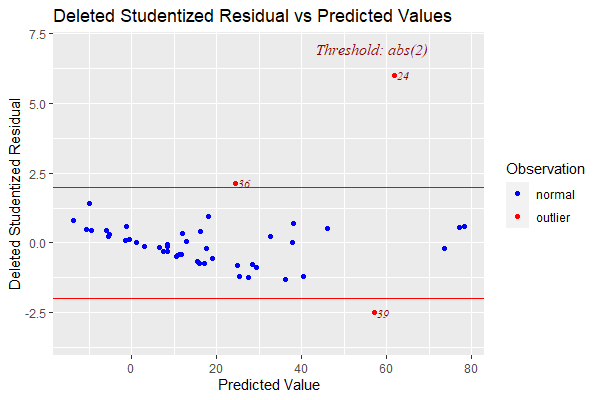 Deleted Studentized Residual vs Predicted Values
7.5
Threshold: abs(2)
24
5.0
Deleted Studentized Residual
Observation
2.5
36
normal
outlier
0.0
-2.5
39
0
20
40
60
80
Predicted Value